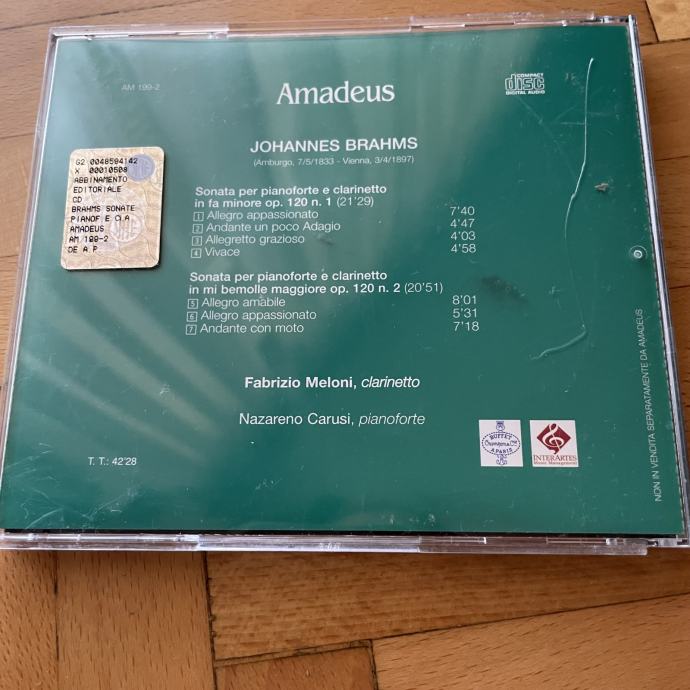 AM 199-2
Amadeus
COMPACT
disc
DIGITAL AUDIO
JOHANNES BRAHMS
(Amburgo, 7/5/1833 - Vienna, 3/4/1897)
G2 0048594142
X 00010508
ABBINAMENTO
EDITORIALE
CD
BRAHMS SONATE
PIANOF E CLA
AMADEUS
AM 199-2
DE A.P.
Sonata per pianoforte e clarinetto
in fa minore op. 120 n. 1 (21'29)
1 Allegro appassionato 7'40
2 Andante un poco Adagio 4'47
3 Allegretto grazioso 4'03
4 Vivace 4'58
Sonata per pianoforte e clarinetto
in mi bemolle maggiore op. 120 n. 2 (20'51)
5 Allegro amabile 8'01
6 Allegro appassionato 5'31
7 Andante con moto 7'18
Fabrizio Meloni, clarinetto
Nazareno Carusi, pianoforte
T. T.: 42'28
BUFFET
A PARIS
INTERARTES
Music Management
NON IN VENDITA SEPARATAMENTE DA AMADEUS